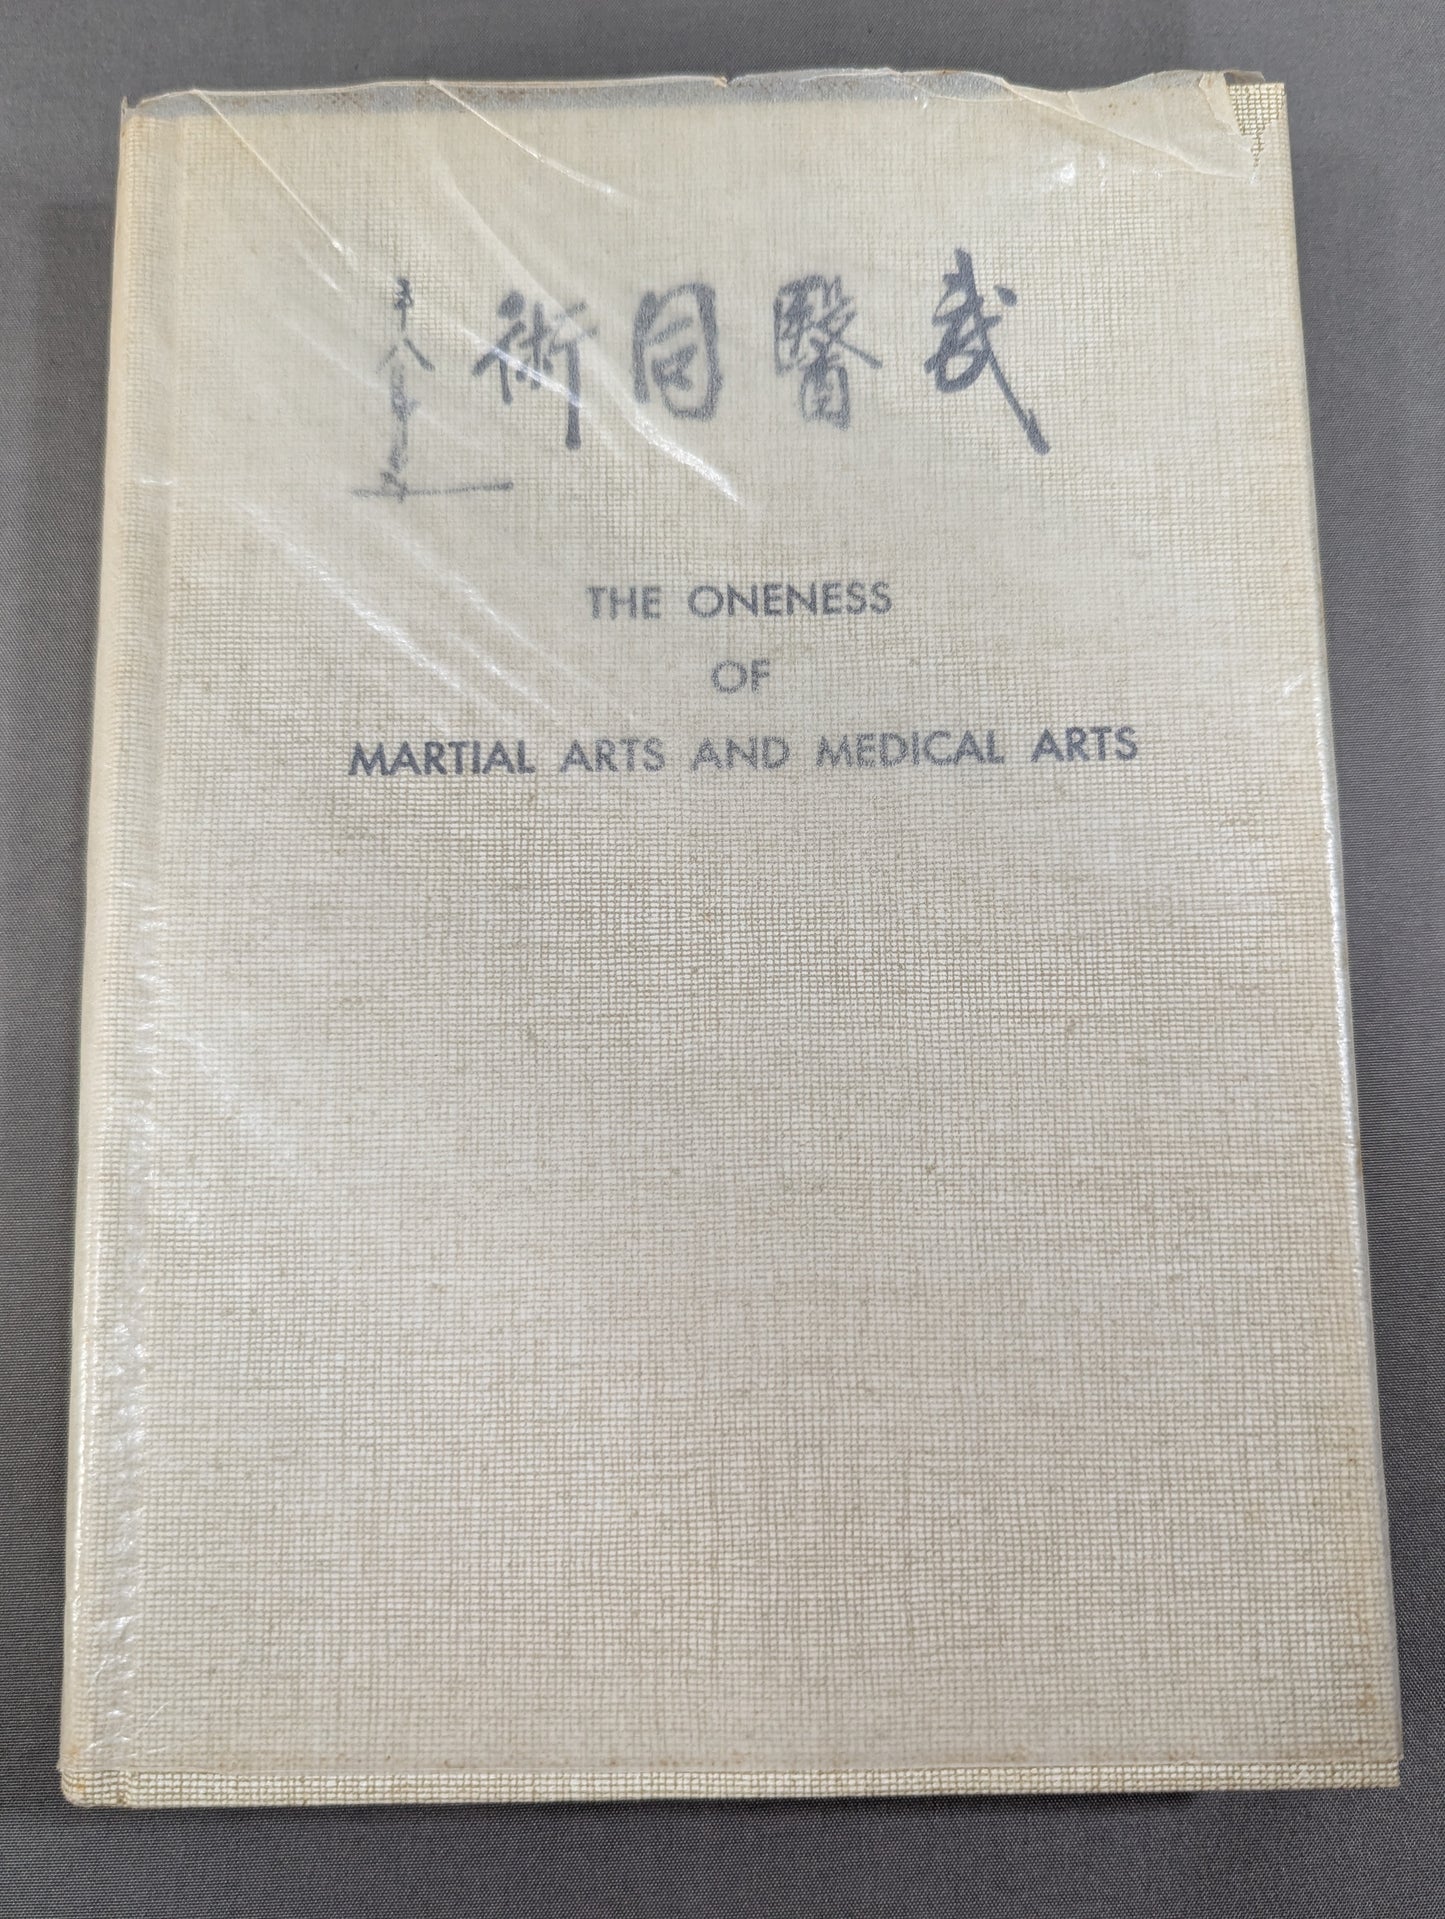 武醫同術
THE ONENESS
OF
MARTIAL ARTS AND MEDICAL ARTS